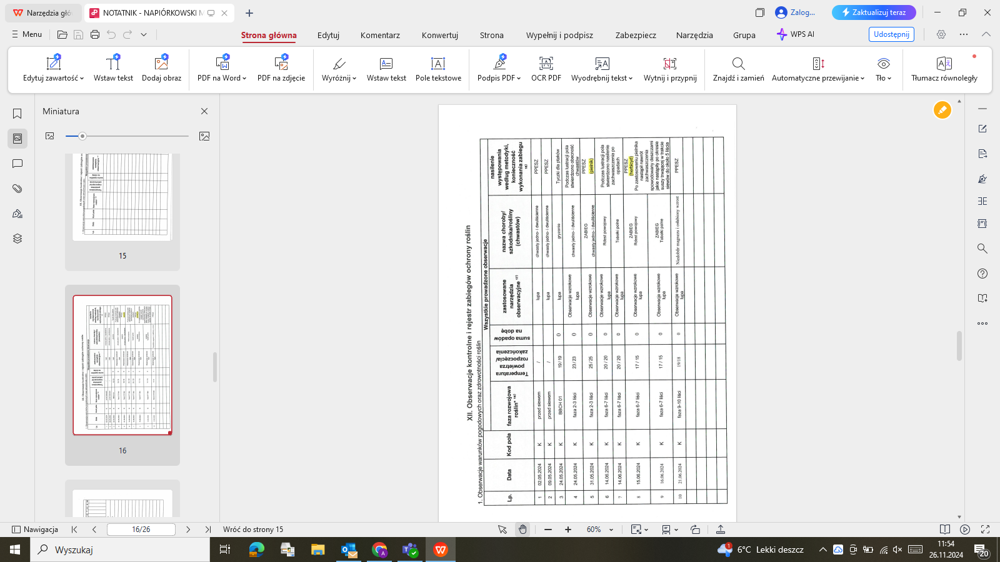 Narzędzia głó
NOTATNIK - NAPIÓRKOWSKI M
Zalog...
Zaktualizuj teraz
Menu
Strona główna
Edytuj
Komentarz
Konwertuj
Strona
Wypełnij i podpisz
Zabezpiecz
Narzędzia
Grupa
WPS AI
Udostępnij
Edytuj zawartość
Wstaw tekst
Dodaj obraz
PDF na Word
PDF na zdjęcie
Wyróżnij
Wstaw tekst
Pole tekstowe
Podpis PDF
OCR PDF
Wyodrębnij tekst
Wytnij i przypnij
Znajdź i zamień
Automatyczne przewijanie
Tło
Tłumacz równoległy
Miniatura
15
16
XII. Obserwacje kontrolne i rejestr zabiegów ochrony roślin
1. Obserwacje warunków pogodowych oraz zdrowotności roślin
Wszystkie prowadzone obserwacje
Lp.
Data
Kod pola
faza rozwojowa
roślin* 16)
Temperatura
powietrza
rozpoczęcia/
zakończenia
suma opadów
na dobę
zastosowane
narzędzia
obserwacyjne 17)
nazwa choroby/
szkodnika/rośliny
(chwastów)
nasilenie
występowania
według metodyki,
konieczność
wykonania zabiegu
18)
1 02.05.2024 K przed siewem / lupa chwasty jedno- i dwuliścienne PPESZ
2 09.05.2024 K przed siewem / lupa chwasty jedno- i dwuliścienne PPESZ
3 24.05.2024 K BBCH 01 19 / 19 0 lupa gryzonie Tyczki dla ptaków
4 24.05.2024 K faza 2-3 liści 23 / 23 0 Obserwacje wzrokowe
lupa chwasty jedno- i dwuliścienne Podczas lustracji pola
stwierdzono obecność
chwastów
5 31.05.2024 K faza 2-3 liści 25 / 25 0 Obserwacje wzrokowe
lupa ZABIEG
chwasty jedno- i dwuliścienne PPESZ
(pielnik)
6 14.06.2024 K faza 6-7 liści 20 / 20 0 Obserwacje wzrokowe
lupa Rdest powojowy Podczas lustracji pola
stwierdzono nasilenie
zachwaszczenia po
opadach
7 14.06.2024 K faza 6-7 liści 20 / 20 0 Obserwacje wzrokowe
lupa Tobołki polne
8 15.06.2024 K faza 6-7 liści 17 / 15 0 Obserwacje wzrokowe
lupa ZABIEG
Rdest powojowy PPESZ
(herbicyd)
Po zastosowaniu pielnika
nastąpił nawrót
zachwaszczenia
spowodowany deszczami
jakie nastąpiły po okresie
suszy trwającej w trakcie
siewów do około 5 liścia
9 16.06.2024 K faza 6-7 liści 17 / 15 0 Obserwacje wzrokowe
lupa ZABIEG
Tobołki polne
10 21.06.2024 K faza 9-10 liści 19/18 0 Obserwacje wzrokowe
lupa Niedobór magnezu i osłabiony wzrost PPESZ
Nawigacja
16/26
Wróć do strony 15
60%
Wyszukaj
1
6°C Lekki deszcz
11:54
26.11.2024
20